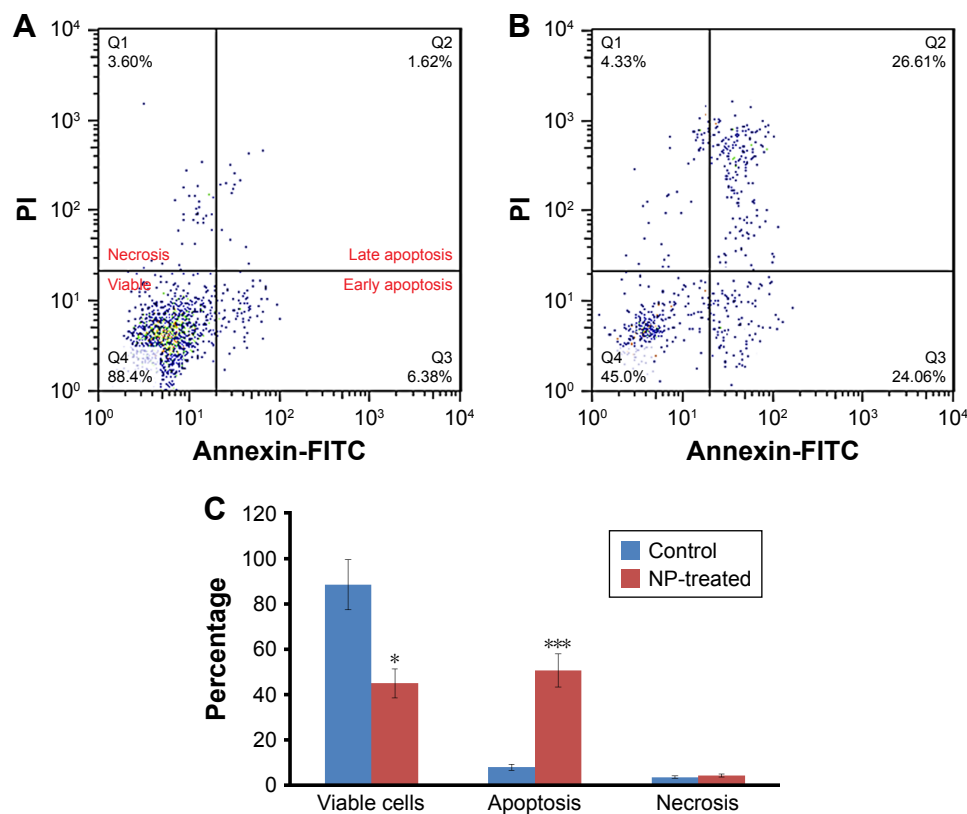 A
10⁴
10³
10²
10¹
10⁰
PI
Q1
3.60%
Q2
1.62%
Necrosis
Late apoptosis
Viable
Early apoptosis
Q4
88.4%
Q3
6.38%
10⁰ 10¹ 10² 10³ 10⁴
Annexin-FITC
B
10⁴
10³
10²
10¹
10⁰
PI
Q1
4.33%
Q2
26.61%
Q4
45.0%
Q3
24.06%
10⁰ 10¹ 10² 10³ 10⁴
Annexin-FITC
C
120
100
80
60
40
20
0
Percentage
Control
NP-treated
*
***
Viable cells Apoptosis Necrosis